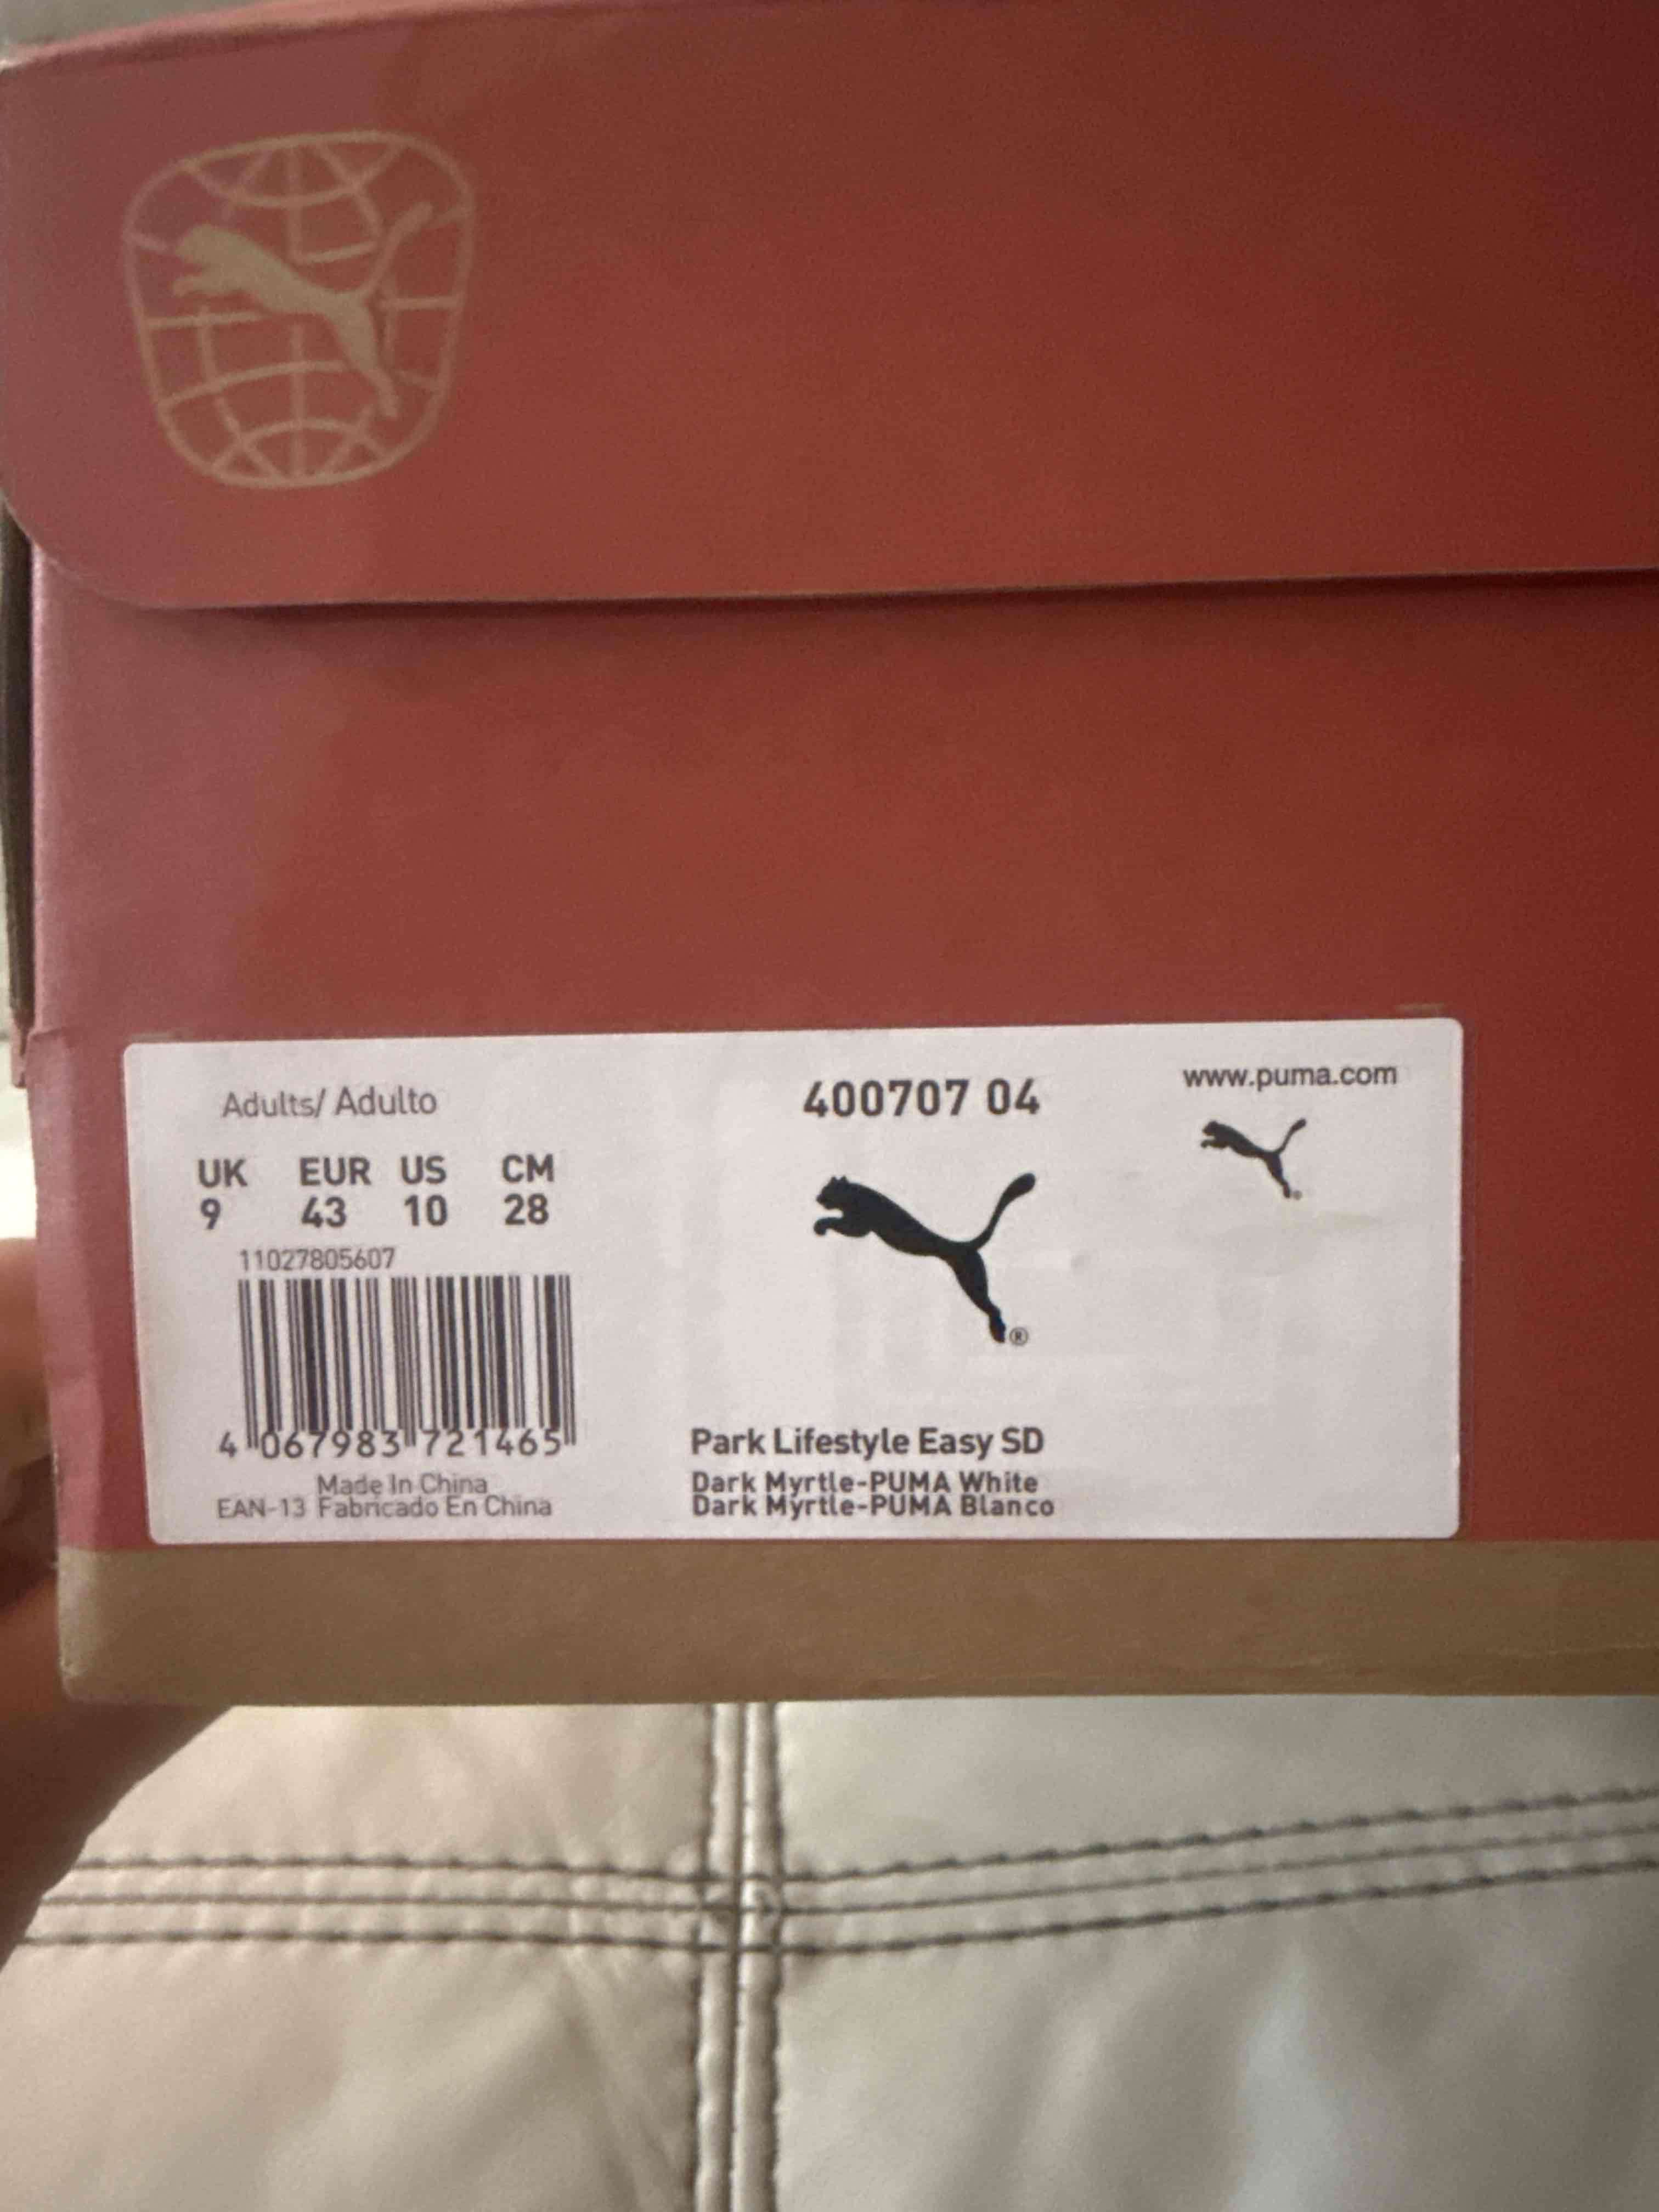 Adults/ Adulto
UK EUR US CM
9 43 10 28
11027805607
4 067983 721465
Made In China
EAN-13 Fabricado En China
400707 04
®
Park Lifestyle Easy SD
Dark Myrtle-PUMA White
Dark Myrtle-PUMA Blanco
www.puma.com
®